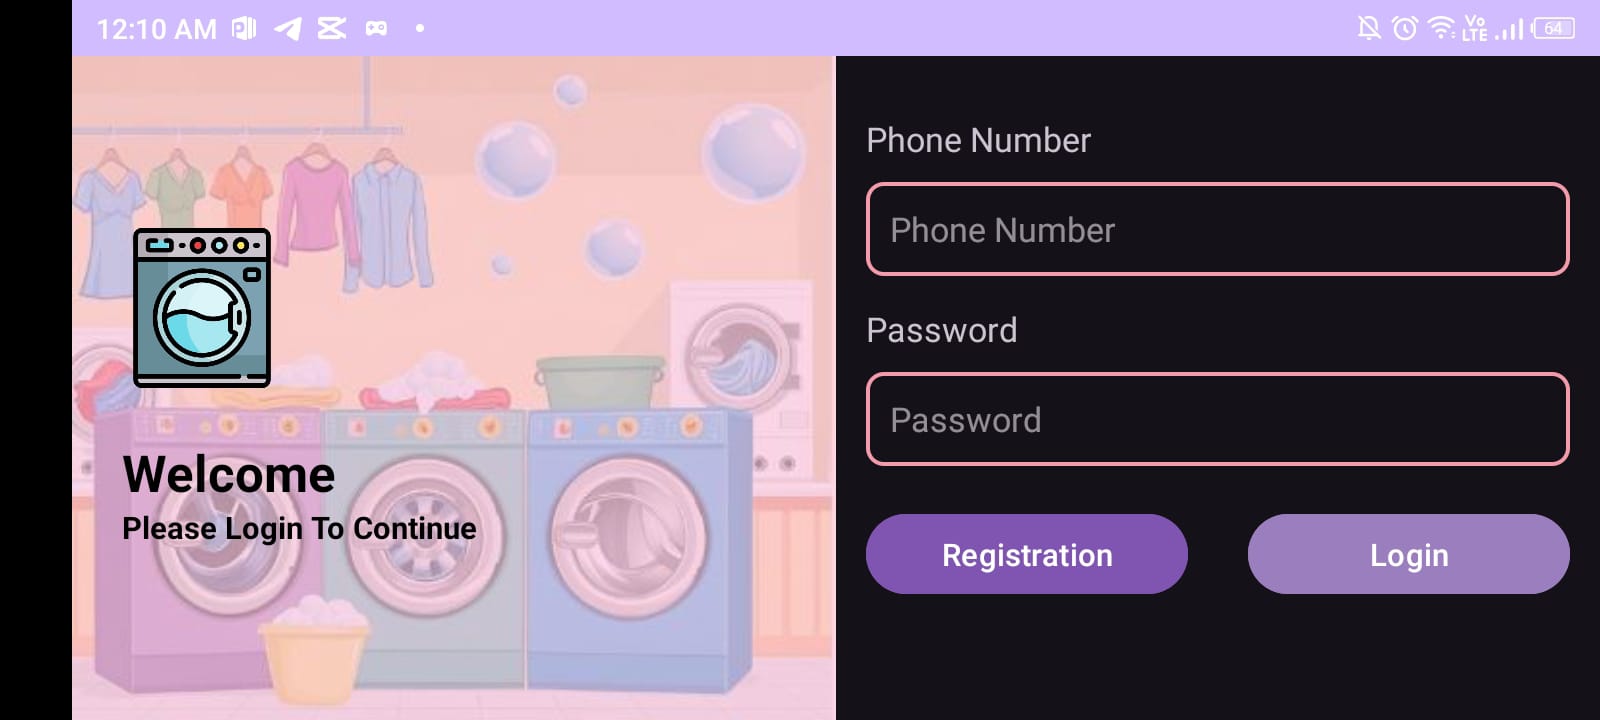 12:10 AM
Vo
LTE
64
Welcome
Please Login To Continue
Phone Number
Phone Number
Password
Password
Registration
Login